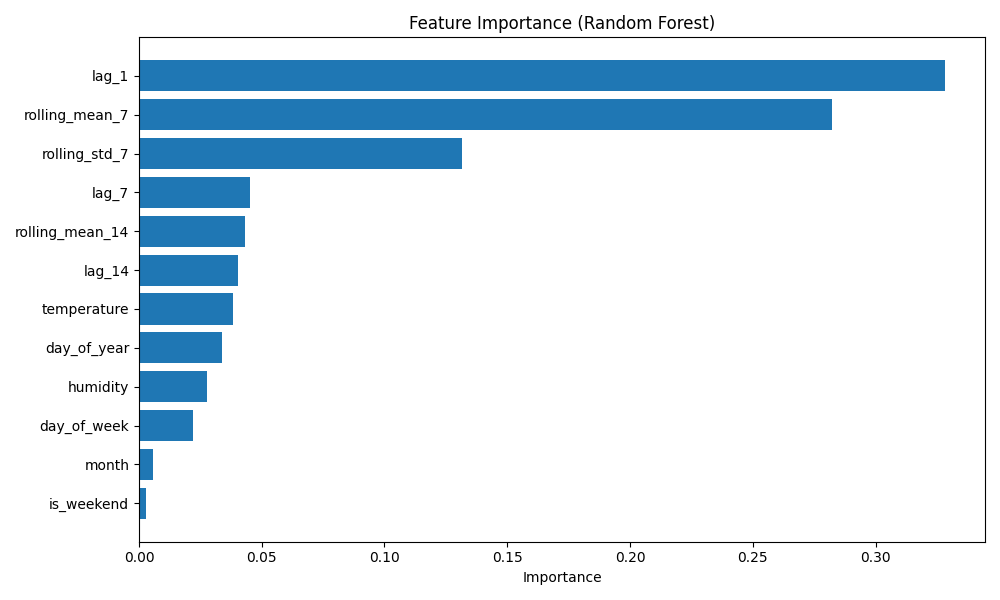 Feature Importance (Random Forest)
lag_1
rolling_mean_7
rolling_std_7
lag_7
rolling_mean_14
lag_14
temperature
day_of_year
humidity
day_of_week
month
is_weekend
0.00 0.05 0.10 0.15 0.20 0.25 0.30
Importance